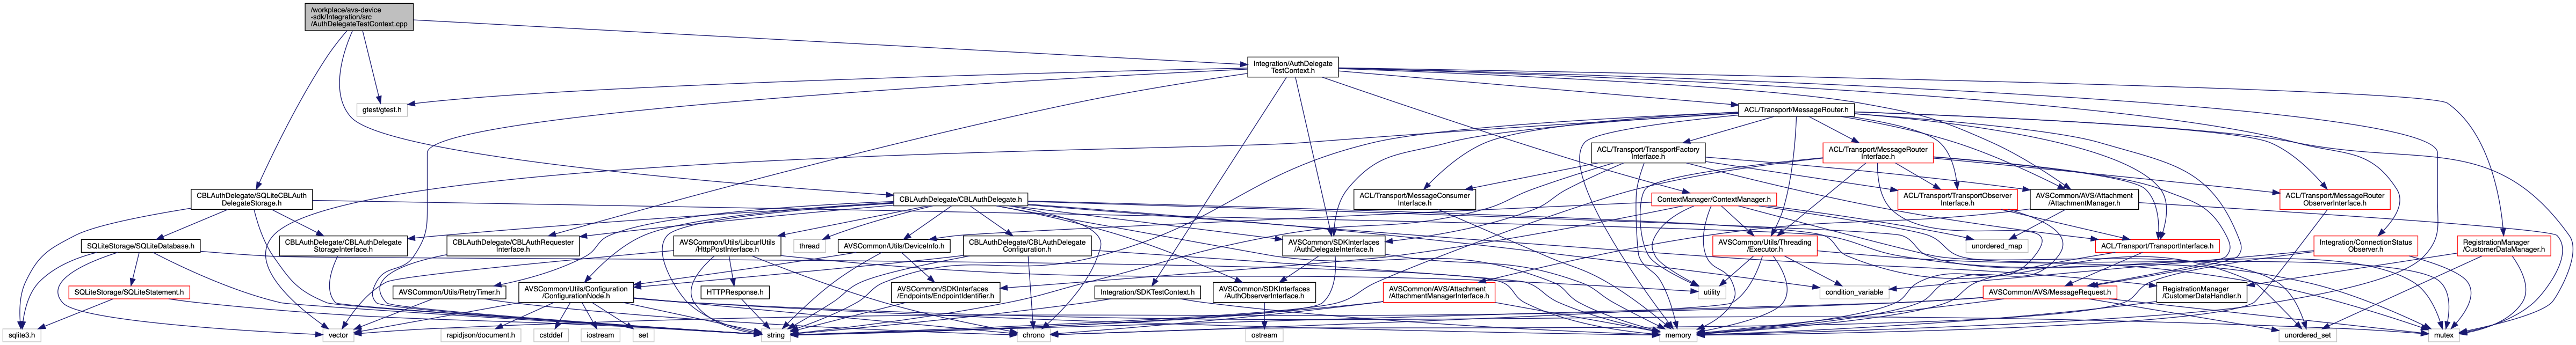 /workplace/avs-device
-sdk/Integration/src
/AuthDelegateTestContext.cpp
Integration/AuthDelegate
TestContext.h
gtest/gtest.h
ACL/Transport/MessageRouter.h
ACL/Transport/TransportFactory
Interface.h
ACL/Transport/MessageRouter
Interface.h
CBLAuthDelegate/SQLiteCBLAuth
DelegateStorage.h
CBLAuthDelegate/CBLAuthDelegate.h
ACL/Transport/MessageConsumer
Interface.h
ContextManager/ContextManager.h
ACL/Transport/TransportObserver
Interface.h
AVSCommon/AVS/Attachment
/AttachmentManager.h
ACL/Transport/MessageRouter
ObserverInterface.h
SQLiteStorage/SQLiteDatabase.h
CBLAuthDelegate/CBLAuthDelegate
StorageInterface.h
CBLAuthDelegate/CBLAuthRequester
Interface.h
AVSCommon/Utils/LibcurlUtils
/HttpPostInterface.h
thread
AVSCommon/Utils/DeviceInfo.h
CBLAuthDelegate/CBLAuthDelegate
Configuration.h
AVSCommon/SDKInterfaces
/AuthDelegateInterface.h
AVSCommon/Utils/Threading
/Executor.h
unordered_map
ACL/Transport/TransportInterface.h
Integration/ConnectionStatus
Observer.h
RegistrationManager
/CustomerDataManager.h
SQLiteStorage/SQLiteStatement.h
AVSCommon/Utils/RetryTimer.h
AVSCommon/Utils/Configuration
/ConfigurationNode.h
HTTPResponse.h
AVSCommon/SDKInterfaces
/Endpoints/EndpointIdentifier.h
Integration/SDKTestContext.h
AVSCommon/SDKInterfaces
/AuthObserverInterface.h
AVSCommon/AVS/Attachment
/AttachmentManagerInterface.h
utility
condition_variable
AVSCommon/AVS/MessageRequest.h
RegistrationManager
/CustomerDataHandler.h
sqlite3.h
vector
rapidjson/document.h
cstddef
iostream
set
string
chrono
ostream
memory
unordered_set
mutex